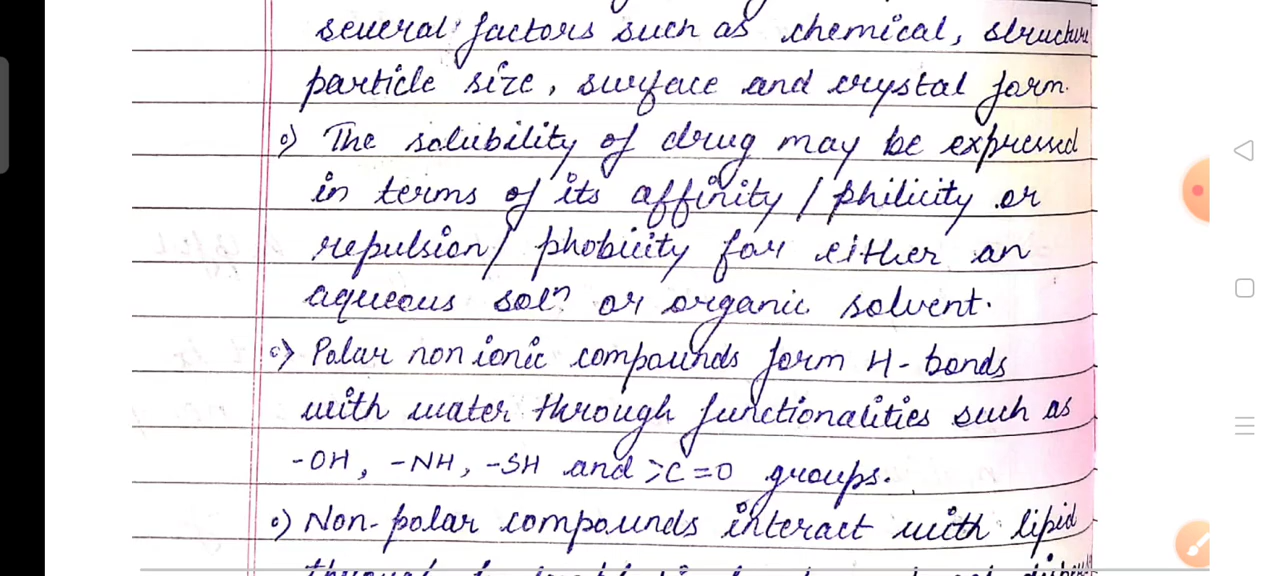 several factors such as chemical, structure
particle size, surface and crystal form.
The solubility of drug may be expressed
in terms of its affinity / philicity or
repulsion / phobicity for either an
aqueous solⁿ or organic solvent.
Polar non ionic compounds form H-bonds
with water through functionalities such as
-OH, -NH, -SH and >C=O groups.
Non-polar compounds interact with lipid